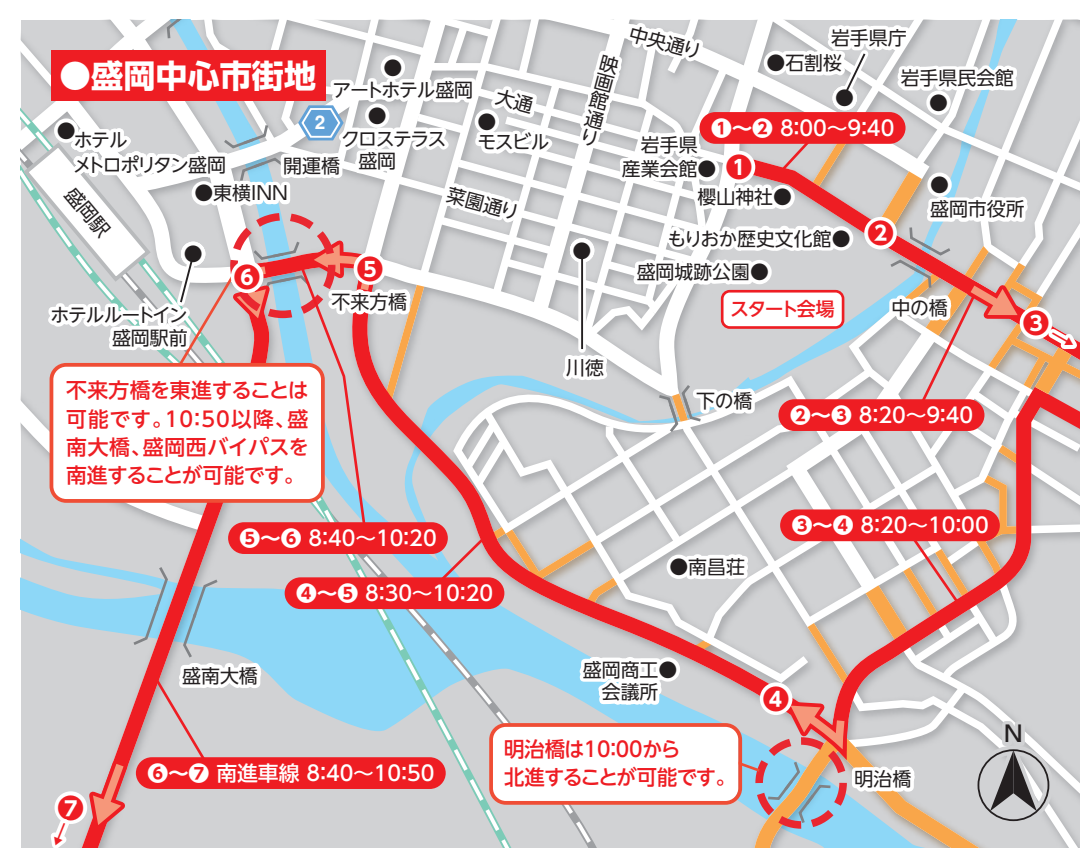 ●盛岡中心市街地
中央通り
岩手県庁
石割桜
岩手県民会館
映画館通り
アートホテル盛岡
大通
2
クロステラス
盛岡
モスビル
ホテル
メトロポリタン盛岡
開運橋
東横INN
盛岡駅
菜園通り
岩手県
産業会館
❶
❶～❷ 8:00～9:40
櫻山神社
盛岡市役所
もりおか歴史文化館
❷
盛岡城跡公園
スタート会場
中の橋
❸
❻
❺
不来方橋
ホテルルートイン
盛岡駅前
川徳
下の橋
❷～❸ 8:20～9:40
不来方橋を東進することは
可能です。10:50以降、盛
南大橋、盛岡西バイパスを
南進することが可能です。
❺～❻ 8:40～10:20
❸～❹ 8:20～10:00
❹～❺ 8:30～10:20
南昌荘
盛南大橋
盛岡商工
会議所
❹
明治橋は10:00から
北進することが可能です。
明治橋
N
❻～❼ 南進車線 8:40～10:50
❼